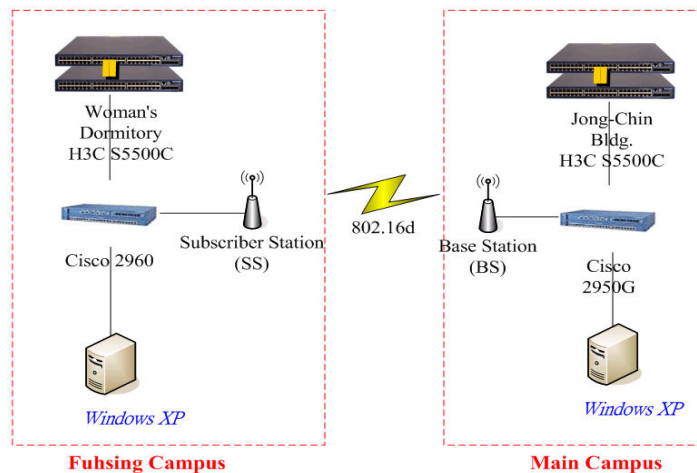 Woman's
Dormitory
H3C S5500C
Cisco 2960
Subscriber Station
(SS)
Windows XP
Fuhsing Campus
802.16d
Jong-Chin
Bldg.
H3C S5500C
Base Station
(BS)
Cisco
2950G
Windows XP
Main Campus